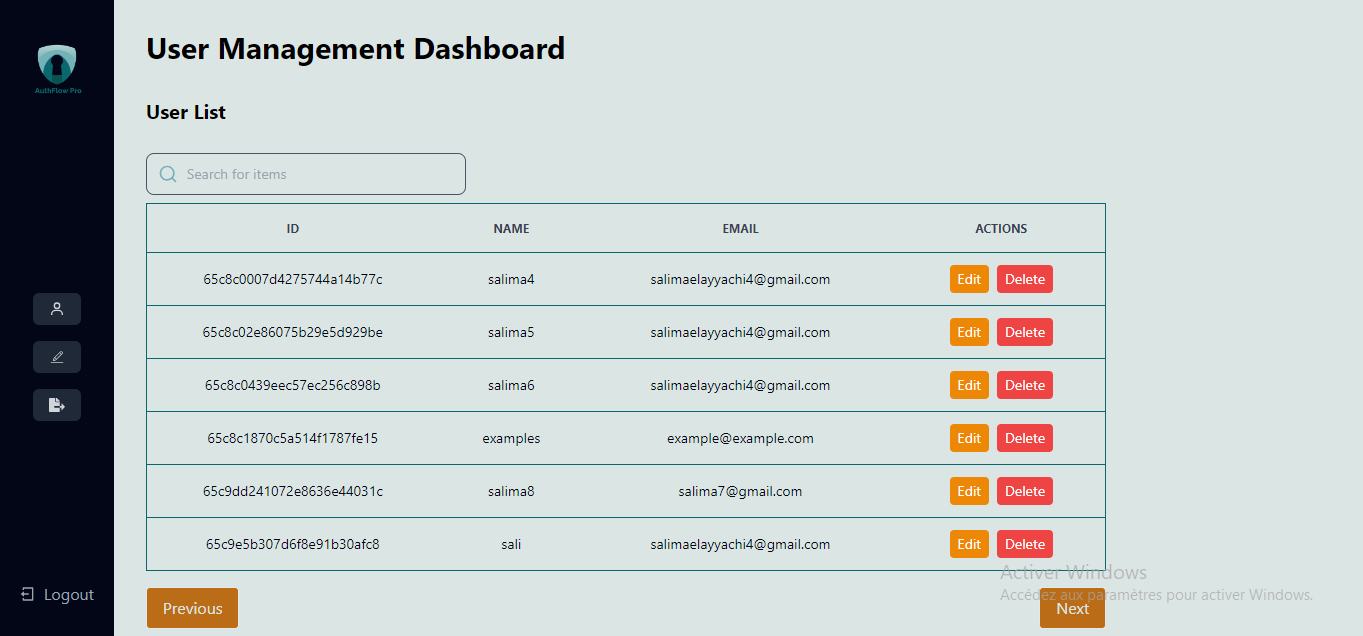 AuthFlow Pro
User Management Dashboard
User List
Search for items
ID NAME EMAIL ACTIONS
65c8c0007d4275744a14b77c salima4 salimaelayyachi4@gmail.com Edit Delete
65c8c02e86075b29e5d929be salima5 salimaelayyachi4@gmail.com Edit Delete
65c8c0439eec57ec256c898b salima6 salimaelayyachi4@gmail.com Edit Delete
65c8c1870c5a514f1787fe15 examples example@example.com Edit Delete
65c9dd241072e8636e44031c salima8 salima7@gmail.com Edit Delete
65c9e5b307d6f8e91b30afc8 sali salimaelayyachi4@gmail.com Edit Delete
Activer Windows
Accédez aux paramètres pour activer Windows.
Logout
Previous Next